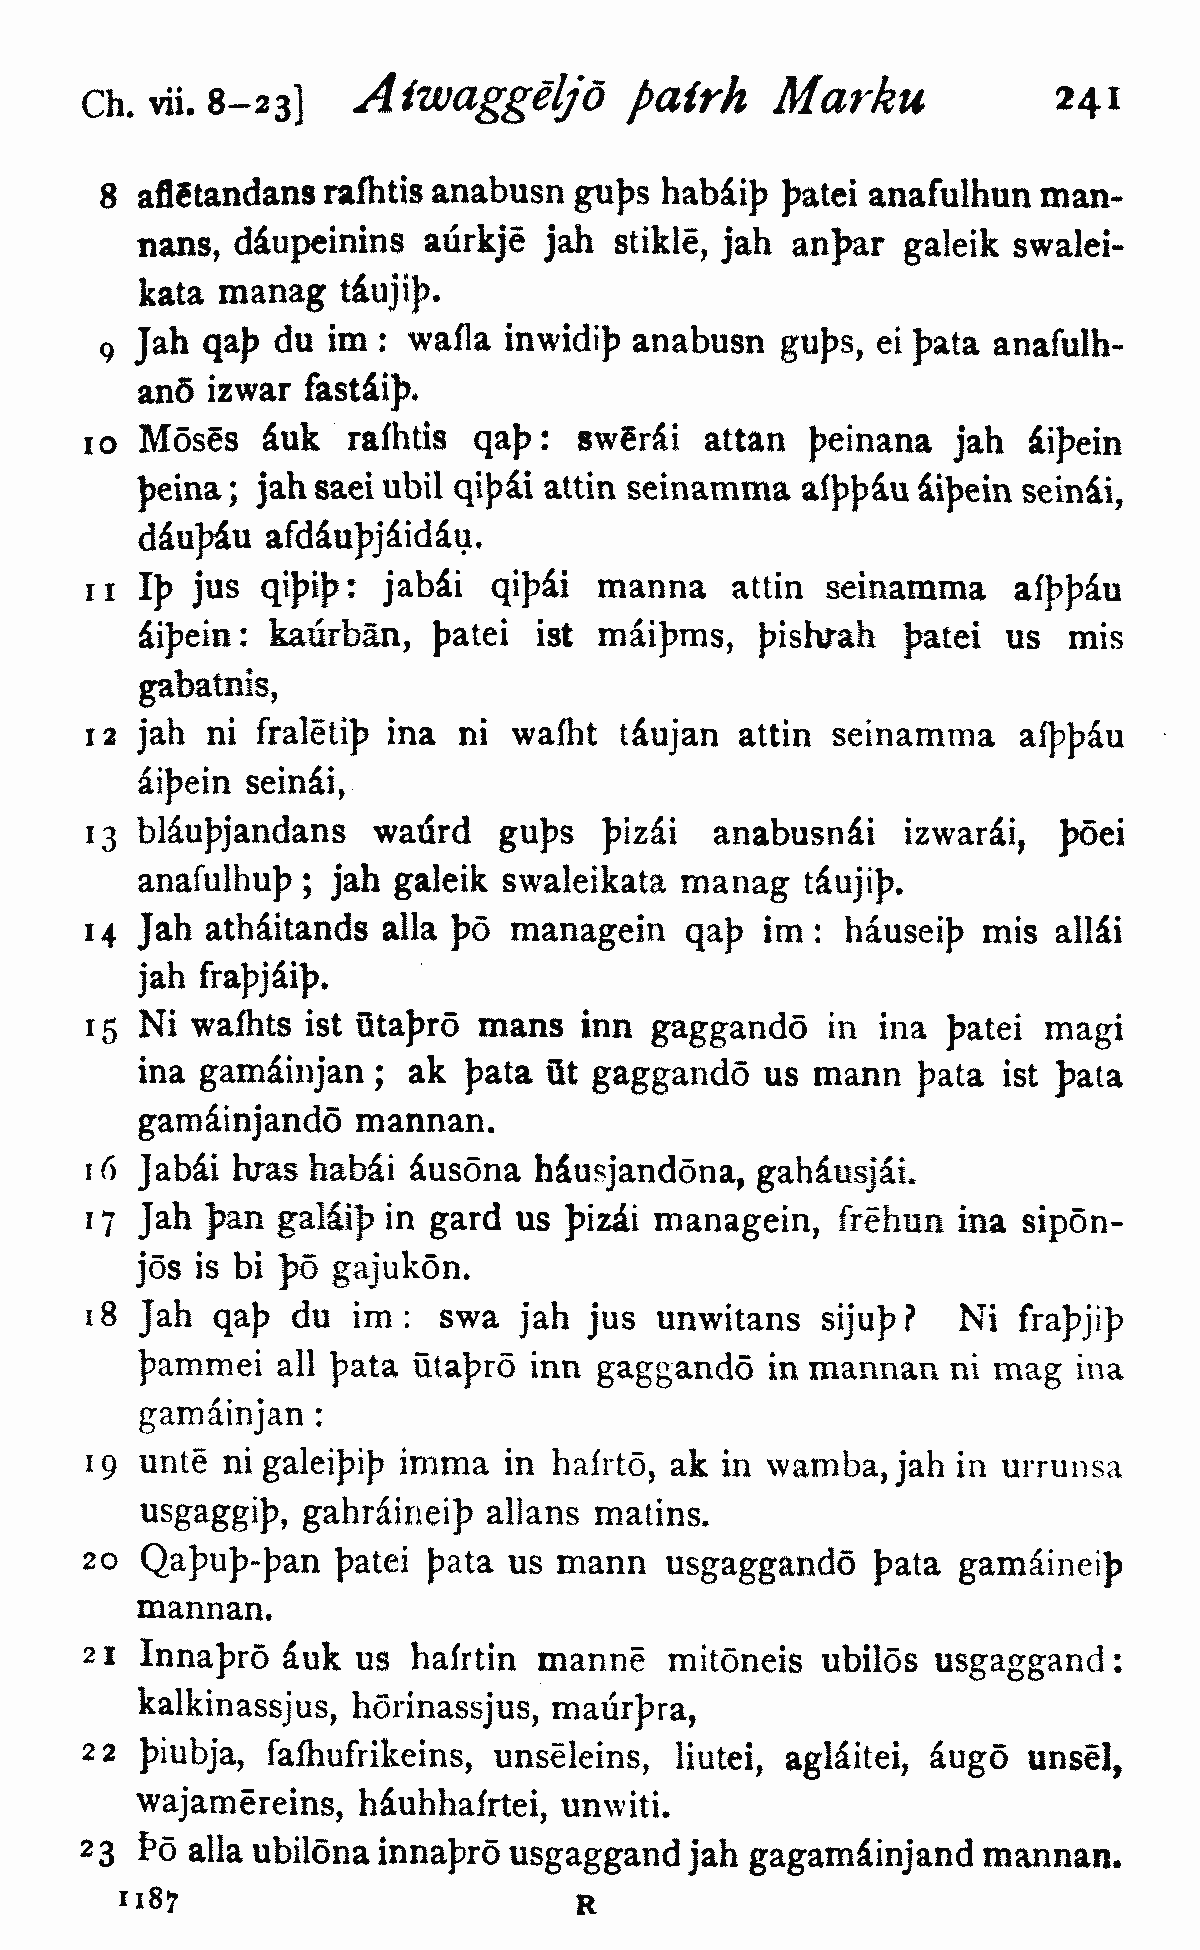 Ch. vii. 8–23] Aíwaggēljō þaírh Marku 241
8 aflētandans raíhtis anabusn guþs habáiþ þatei anafulhun man-
nans, dáupeinins aúrkjē jah stiklē, jah anþar galeik swalei-
kata manag táujiþ.
9 Jah qaþ du im : waíla inwidiþ anabusn guþs, ei þata anafulh-
anō izwar fastáiþ.
10 Mōsēs áuk raíhtis qaþ : swērái attan þeinana jah áiþein
þeina ; jah saei ubil qiþái attin seinamma aíþþáu áiþein seinái,
dáuþáu afdáuþjáidáu.
11 Iþ jus qiþiþ : jabái qiþái manna attin seinamma aíþþáu
áiþein : kaúrbān, þatei ist máiþms, þisƕah þatei us mis
gabatnis,
12 jah ni fralētiþ ina ni waíht táujan attin seinamma aíþþáu
áiþein seinái,
13 bláuþjandans waúrd guþs þizái anabusnái izwarái, þōei
anafulhuþ ; jah galeik swaleikata manag táujiþ.
14 Jah atháitands alla þō managein qaþ im : háuseiþ mis allái
jah fraþjáiþ.
15 Ni waíhts ist ūtaþrō mans inn gaggandō in ina þatei magi
ina gamáinjan ; ak þata ūt gaggandō us mann þata ist þata
gamáinjandō mannan.
16 Jabái ƕas habái áusōna háusjandōna, gaháusjái.
17 Jah þan galáiþ in gard us þizái managein, frēhun ina sipōn-
jōs is bi þō gajukōn.
18 Jah qaþ du im : swa jah jus unwitans sijuþ ? Ni fraþjiþ
þammei all þata ūtaþrō inn gaggandō in mannan ni mag ina
gamáinjan :
19 untē ni galeiþiþ imma in haírtō, ak in wamba, jah in urrunsa
usgaggiþ, gahráineiþ allans matins.
20 Qaþuþ-þan þatei þata us mann usgaggandō þata gamáineiþ
mannan.
21 Innaþrō áuk us haírtin mannē mitōneis ubilōs usgaggand :
kalkinassjus, hōrinassjus, maúrþra,
22 þiubja, faíhufrikeins, unsēleins, liutei, agláitei, áugō unsēl,
wajamēreins, háuhhaírtei, unwiti.
23 Þō alla ubilōna innaþrō usgaggand jah gagamáinjand mannan.
1187 R